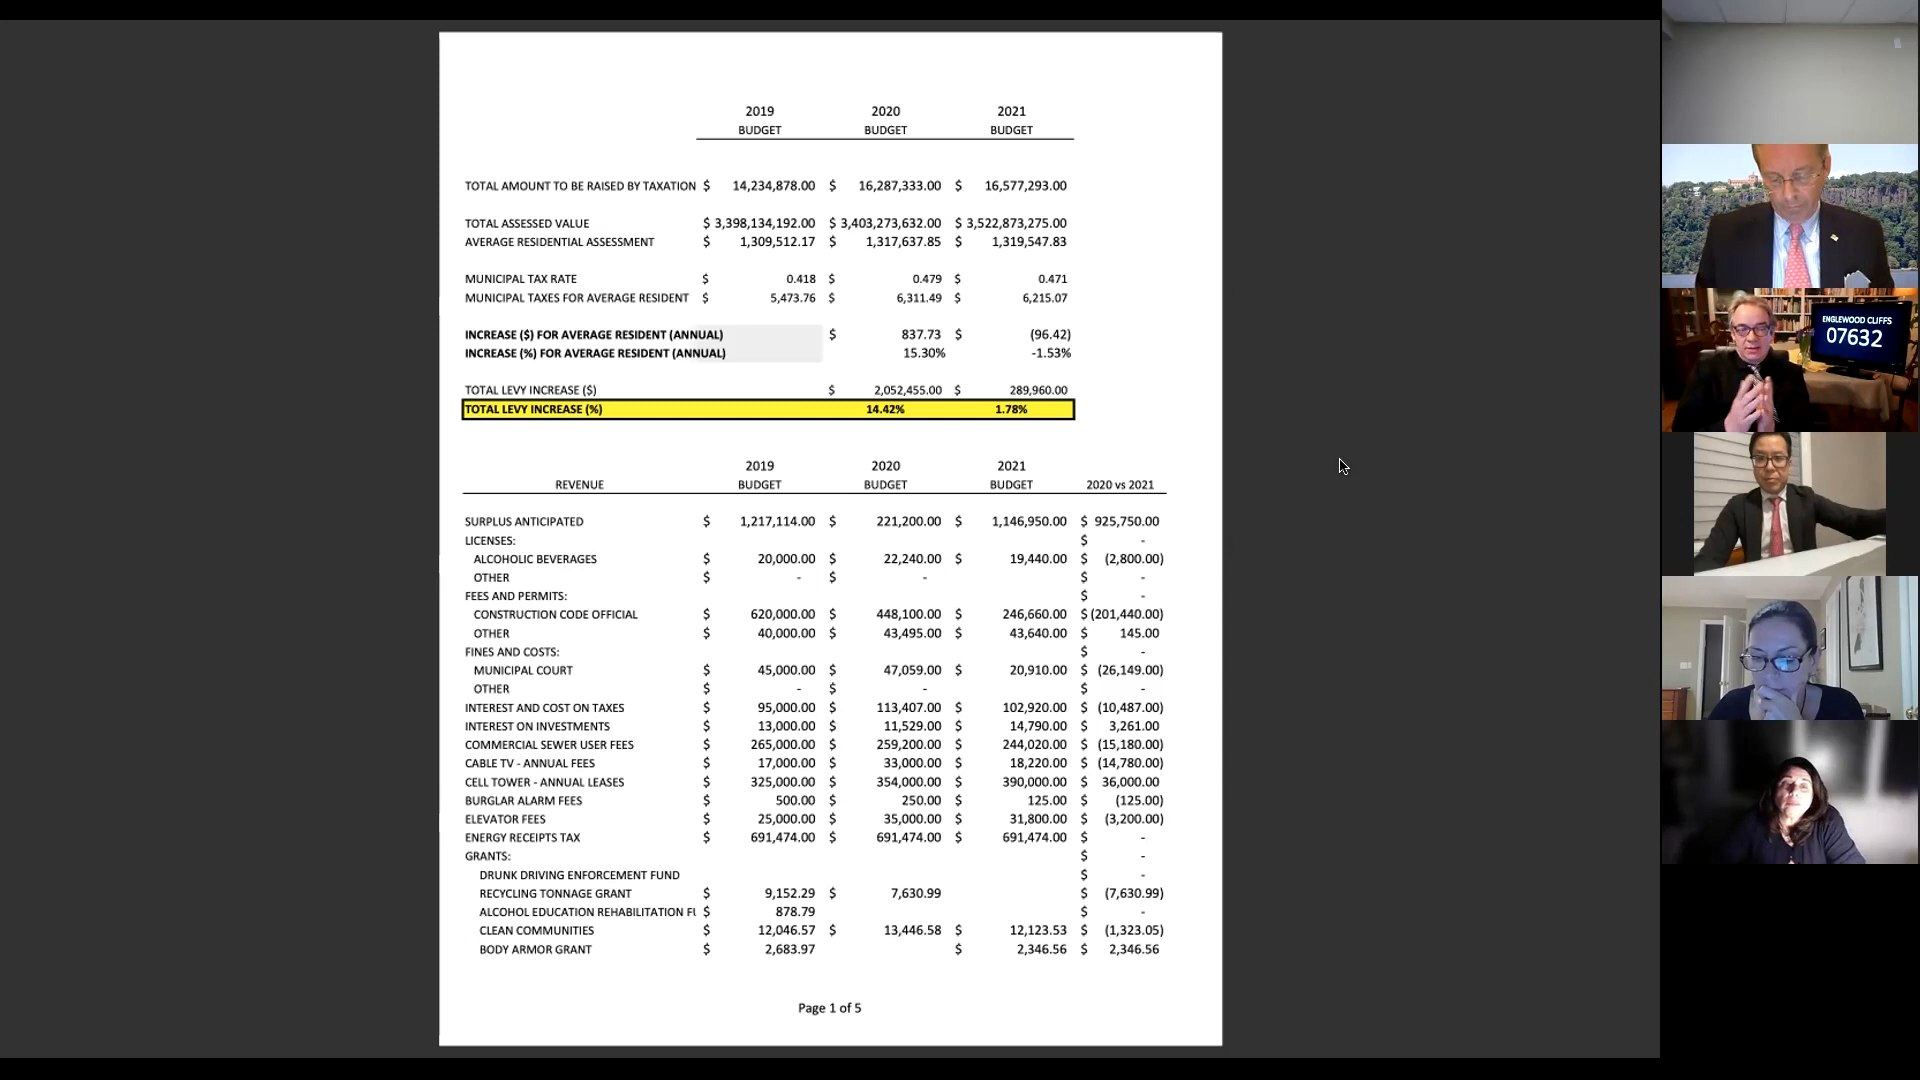 2019 2020 2021
BUDGET BUDGET BUDGET
TOTAL AMOUNT TO BE RAISED BY TAXATION $ 14,234,878.00 $ 16,287,333.00 $ 16,577,293.00
TOTAL ASSESSED VALUE $ 3,398,134,192.00 $ 3,403,273,632.00 $ 3,522,873,275.00
AVERAGE RESIDENTIAL ASSESSMENT $ 1,309,512.17 $ 1,317,637.85 $ 1,319,547.83
MUNICIPAL TAX RATE $ 0.418 $ 0.479 $ 0.471
MUNICIPAL TAXES FOR AVERAGE RESIDENT $ 5,473.76 $ 6,311.49 $ 6,215.07
INCREASE ($) FOR AVERAGE RESIDENT (ANNUAL) $ 837.73 $ (96.42)
INCREASE (%) FOR AVERAGE RESIDENT (ANNUAL) 15.30% -1.53%
TOTAL LEVY INCREASE ($) $ 2,052,455.00 $ 289,960.00
TOTAL LEVY INCREASE (%) 14.42% 1.78%
2019 2020 2021
REVENUE BUDGET BUDGET BUDGET 2020 vs 2021
SURPLUS ANTICIPATED $ 1,217,114.00 $ 221,200.00 $ 1,146,950.00 $ 925,750.00
LICENSES: $ -
ALCOHOLIC BEVERAGES $ 20,000.00 $ 22,240.00 $ 19,440.00 $ (2,800.00)
OTHER $ - $ - $ -
FEES AND PERMITS: $ -
CONSTRUCTION CODE OFFICIAL $ 620,000.00 $ 448,100.00 $ 246,660.00 $ (201,440.00)
OTHER $ 40,000.00 $ 43,495.00 $ 43,640.00 $ 145.00
FINES AND COSTS: $ -
MUNICIPAL COURT $ 45,000.00 $ 47,059.00 $ 20,910.00 $ (26,149.00)
OTHER $ - $ - $ -
INTEREST AND COST ON TAXES $ 95,000.00 $ 113,407.00 $ 102,920.00 $ (10,487.00)
INTEREST ON INVESTMENTS $ 13,000.00 $ 11,529.00 $ 14,790.00 $ 3,261.00
COMMERCIAL SEWER USER FEES $ 265,000.00 $ 259,200.00 $ 244,020.00 $ (15,180.00)
CABLE TV - ANNUAL FEES $ 17,000.00 $ 33,000.00 $ 18,220.00 $ (14,780.00)
CELL TOWER - ANNUAL LEASES $ 325,000.00 $ 354,000.00 $ 390,000.00 $ 36,000.00
BURGLAR ALARM FEES $ 500.00 $ 250.00 $ 125.00 $ (125.00)
ELEVATOR FEES $ 25,000.00 $ 35,000.00 $ 31,800.00 $ (3,200.00)
ENERGY RECEIPTS TAX $ 691,474.00 $ 691,474.00 $ 691,474.00 $ -
GRANTS: $ -
DRUNK DRIVING ENFORCEMENT FUND $ -
RECYCLING TONNAGE GRANT $ 9,152.29 $ 7,630.99 $ (7,630.99)
ALCOHOL EDUCATION REHABILITATION FU $ 878.79 $ -
CLEAN COMMUNITIES $ 12,046.57 $ 13,446.58 $ 12,123.53 $ (1,323.05)
BODY ARMOR GRANT $ 2,683.97 $ 2,346.56 $ 2,346.56
Page 1 of 5
ENGLEWOOD CLIFFS
07632